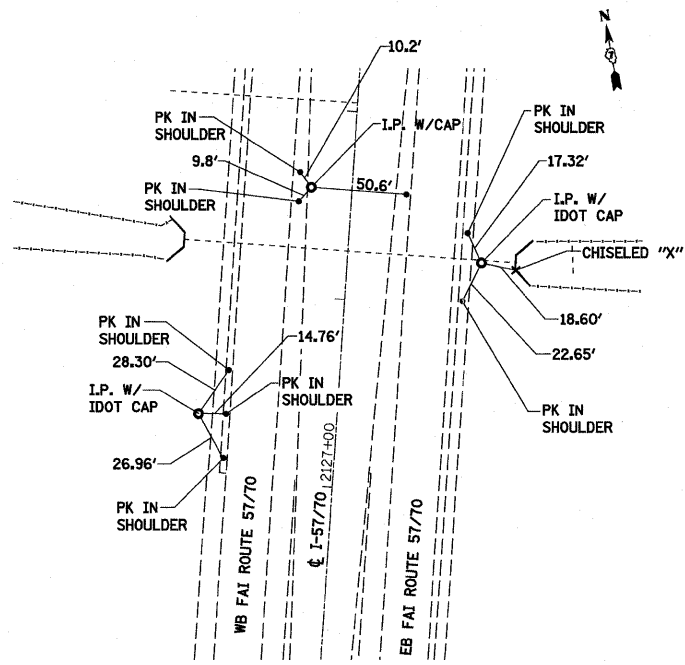 N
10.2'
PK IN
SHOULDER
I.P. W/CAP
PK IN
SHOULDER
9.8'
17.32'
PK IN
SHOULDER
50.6'
I.P. W/
IDOT CAP
CHISELED "X"
18.60'
PK IN
SHOULDER
14.76'
22.65'
28.30'
PK IN
SHOULDER
I.P. W/
IDOT CAP
PK IN
SHOULDER
26.96'
2127+00
PK IN
SHOULDER
WB FAI ROUTE 57/70
℄ I-57/70
EB FAI ROUTE 57/70